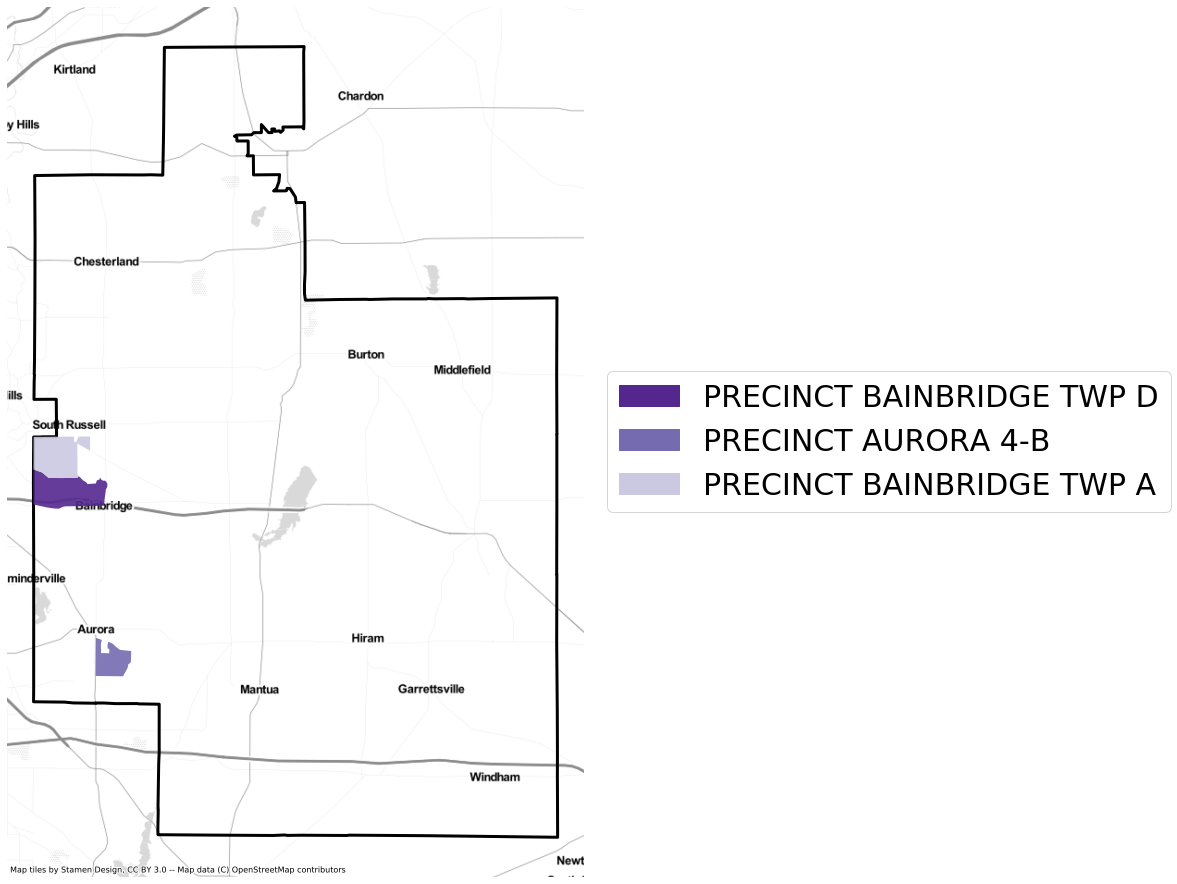 Kirtland
Chardon
y Hills
Chesterland
Burton
Middlefield
ills
South Russell
PRECINCT BAINBRIDGE TWP D
PRECINCT AURORA 4-B
PRECINCT BAINBRIDGE TWP A
Bainbridge
minderville
Aurora
Hiram
Mantua
Garrettsville
Windham
Newt
Map tiles by Stamen Design, CC BY 3.0 -- Map data (C) OpenStreetMap contributors